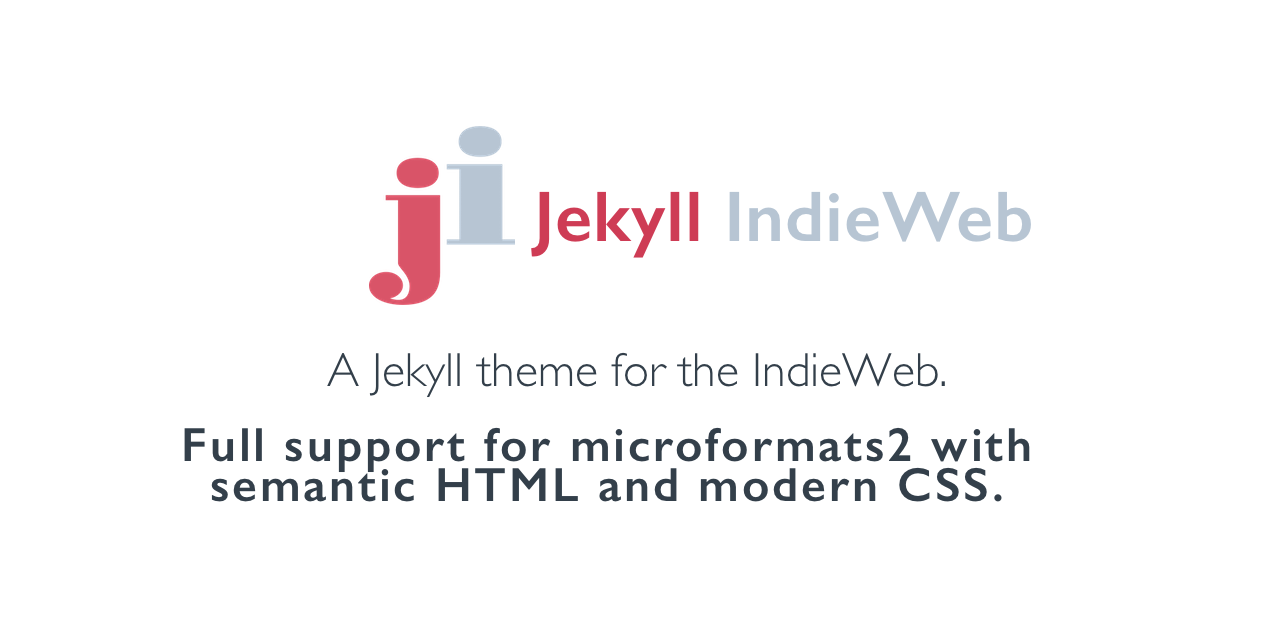 ji Jekyll IndieWeb
A Jekyll theme for the IndieWeb.
Full support for microformats2 with
semantic HTML and modern CSS.